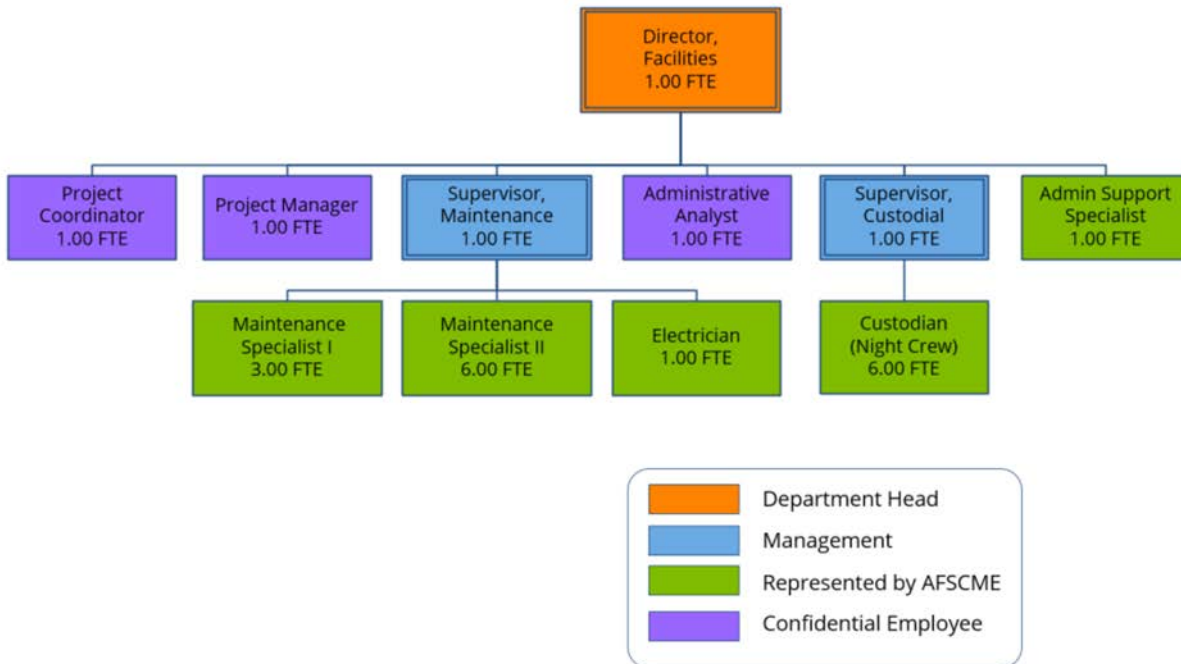 Director,
Facilities
1.00 FTE
Project
Coordinator
1.00 FTE
Project Manager
1.00 FTE
Supervisor,
Maintenance
1.00 FTE
Administrative
Analyst
1.00 FTE
Supervisor,
Custodial
1.00 FTE
Admin Support
Specialist
1.00 FTE
Maintenance
Specialist I
3.00 FTE
Maintenance
Specialist II
6.00 FTE
Electrician
1.00 FTE
Custodian
(Night Crew)
6.00 FTE
Department Head
Management
Represented by AFSCME
Confidential Employee